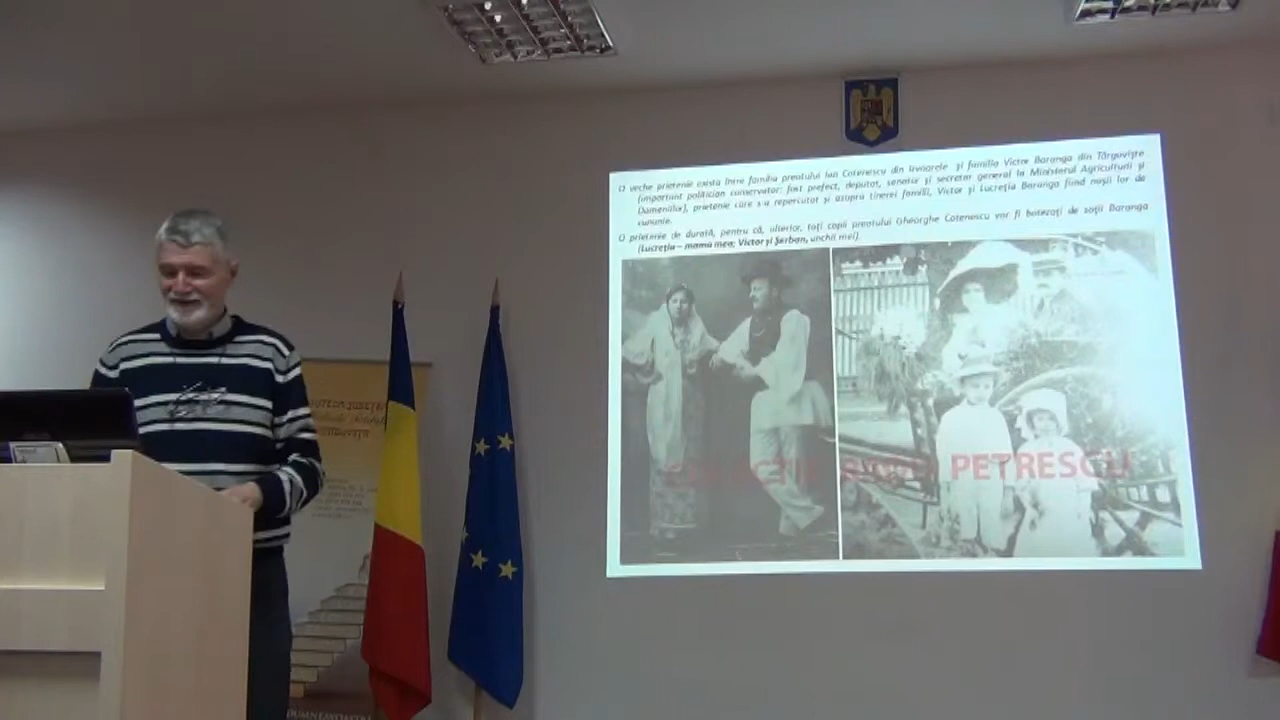 O veche prietenie exista între familia preotului Ion Cotenescu din Izvoarele și familia Victor Baranga din Târgoviște
(important politician conservator: fost prefect, deputat, senator și secretar general la Ministerul Agriculturii și
Domeniilor), prietenie care s-a repercutat și asupra tinerei familii, Victor și Lucreția Baranga fiind nașii lor de
cununie.
O prietenie de durată, pentru că, ulterior, toți copii preotului Gheorghe Cotenescu vor fi botezați de soții Baranga
(Lucreția – mama mea; Victor și Șerban, unchii mei).
PETRESCU